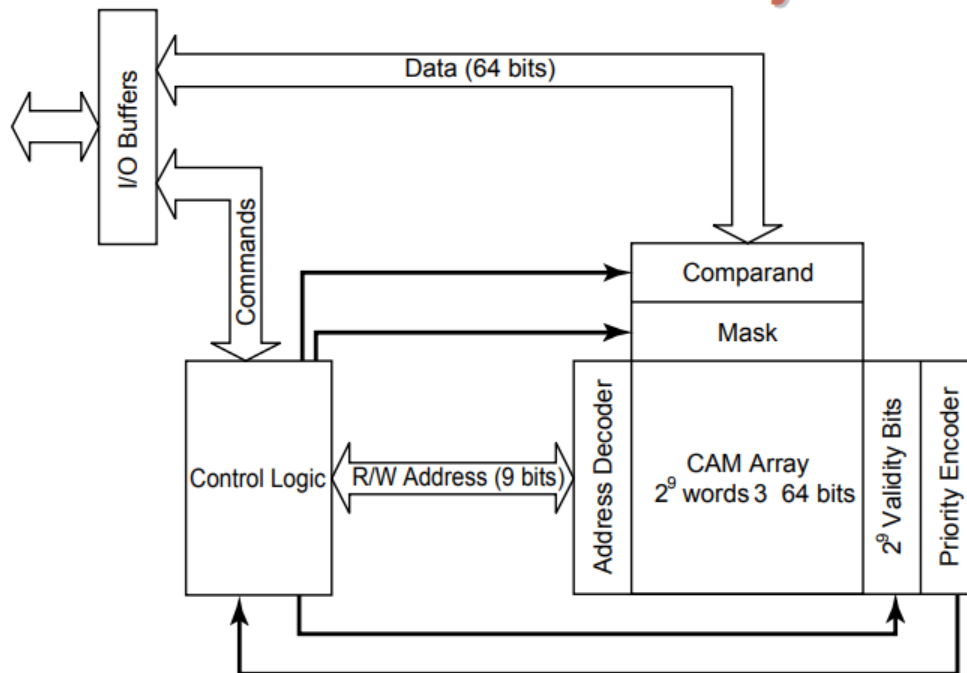 Data (64 bits)
I/O Buffers
Commands
Comparand
Mask
Control Logic
R/W Address (9 bits)
Address Decoder
CAM Array
2⁹ words 3 64 bits
2⁹ Validity Bits
Priority Encoder